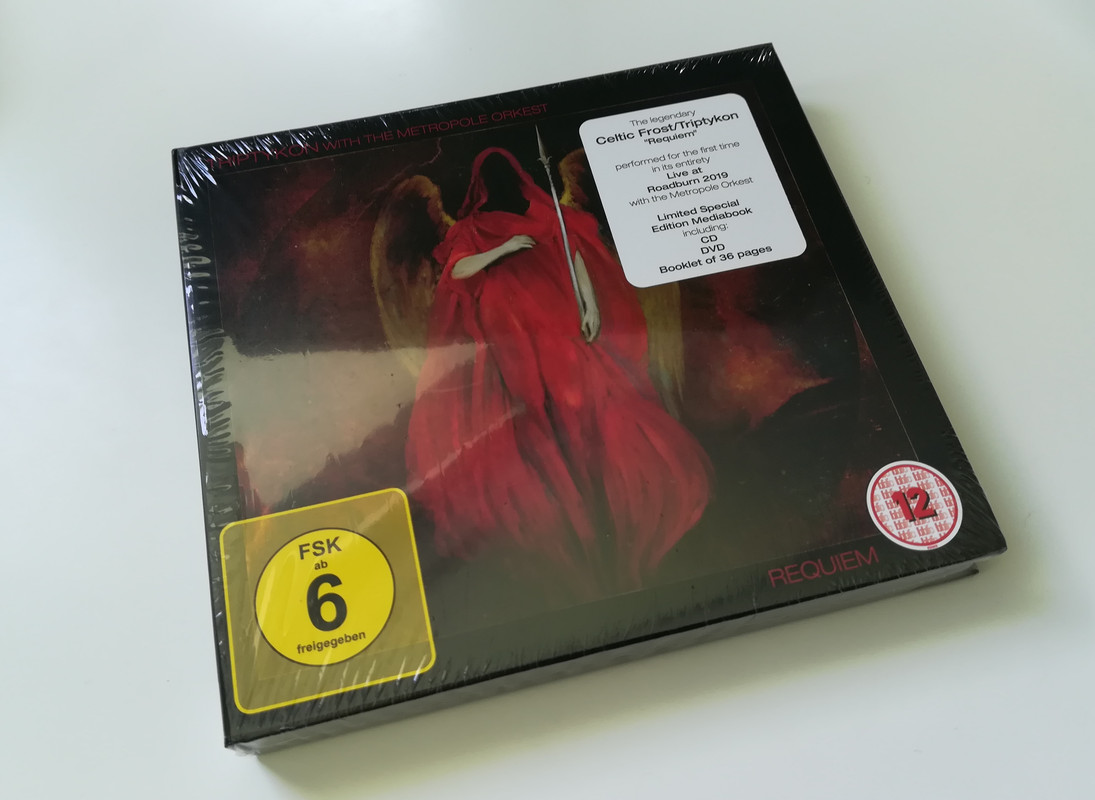 TRIPTYKON WITH THE METROPOLE ORKEST
The legendary
Celtic Frost/Triptykon
"Requiem"
performed for the first time
in its entirety
Live at
Roadburn 2019
with the Metropole Orkest
Limited Special
Edition Mediabook
including:
CD
DVD
Booklet of 36 pages
12
REQUIEM
FSK
ab
6
freigegeben